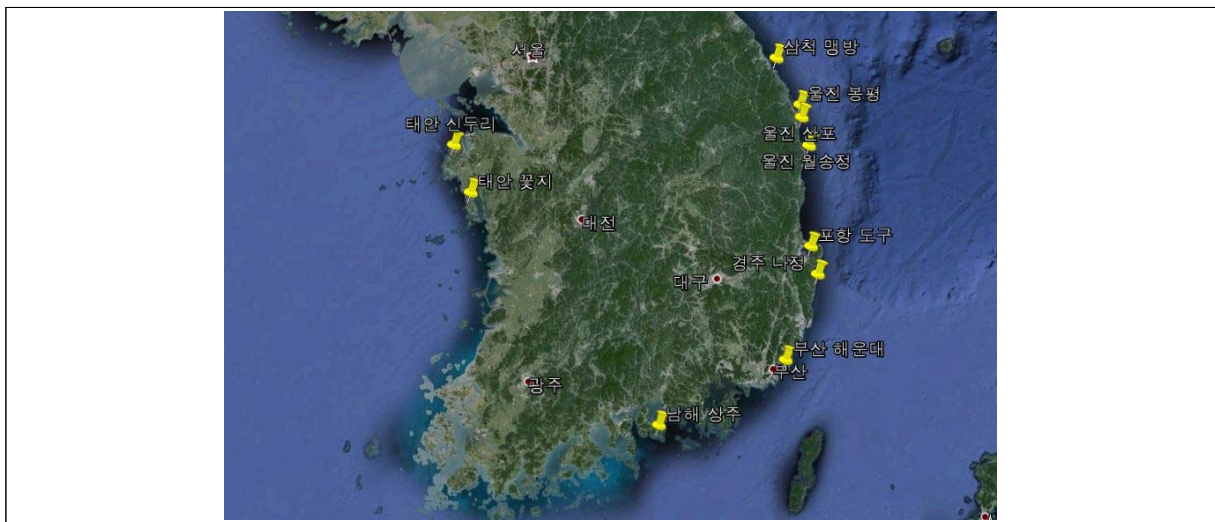 서울
삼척 맹방
울진 봉평
태안 신두리
울진 산포
울진 월송정
태안 꽃지
대전
포항 도구
경주 나정
대구
부산 해운대
부산
광주
남해 상주